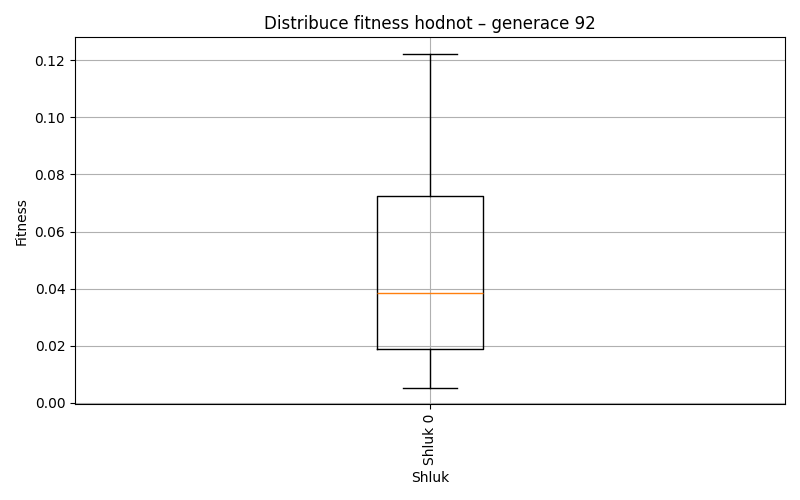 Distribuce fitness hodnot – generace 92
0.12
0.10
0.08
0.06
0.04
0.02
0.00
Fitness
Shluk 0
Shluk